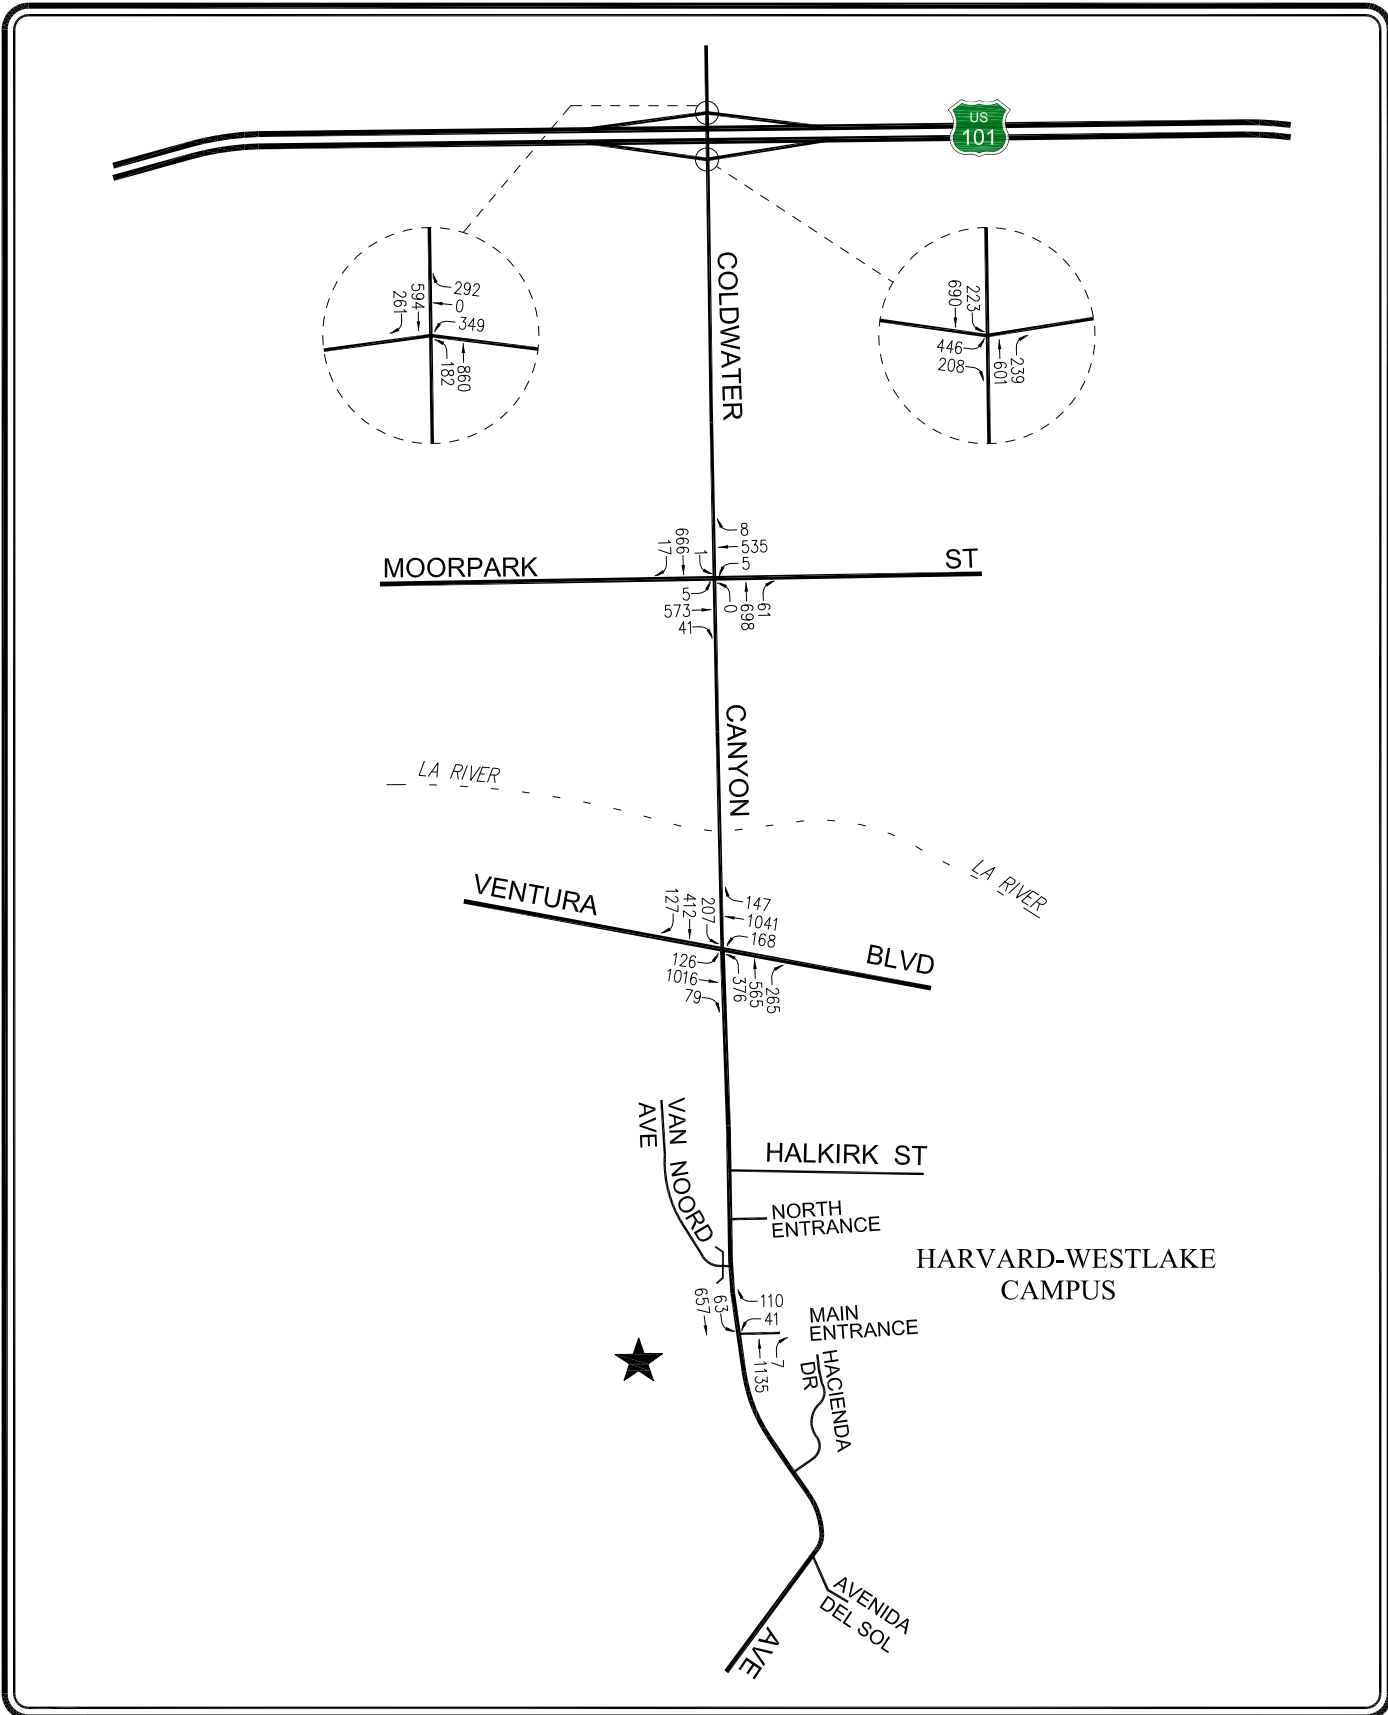 US
101
COLDWATER
292
0
349
594
261
860
182
223
690
446
208
239
601
8
535
5
1
666
17
MOORPARK
ST
5
573
41
0
698
61
CANYON
LA RIVER
LA RIVER
VENTURA
BLVD
147
1041
168
207
412
127
126
1016
79
376
565
265
VAN NOORD
AVE
HALKIRK ST
NORTH
ENTRANCE
HARVARD-WESTLAKE
CAMPUS
110
41
63
657
7
1135
MAIN
ENTRANCE
HACIENDA
DR
AVENIDA
DEL SOL
AVE